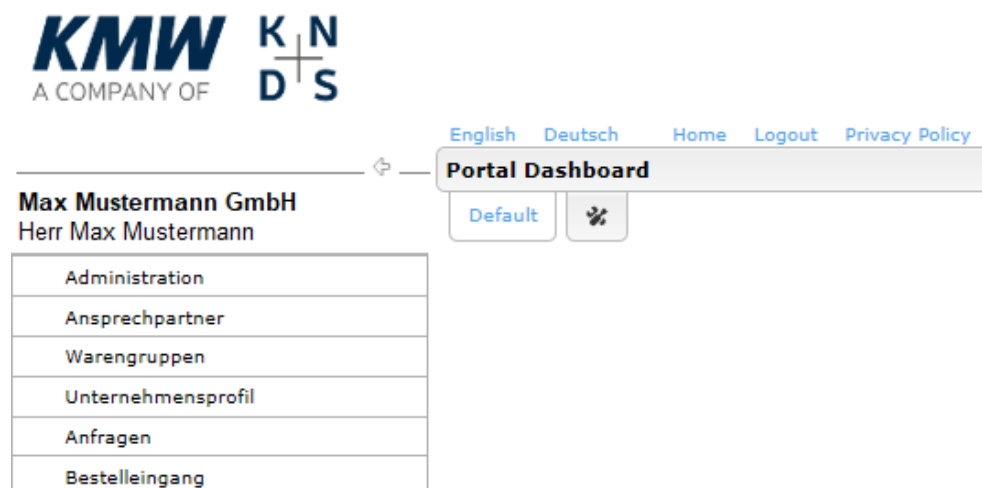 KMW
A COMPANY OF
K N
D S
English Deutsch Home Logout Privacy Policy
Portal Dashboard
Max Mustermann GmbH
Herr Max Mustermann
Default
Administration
Ansprechpartner
Warengruppen
Unternehmensprofil
Anfragen
Bestelleingang